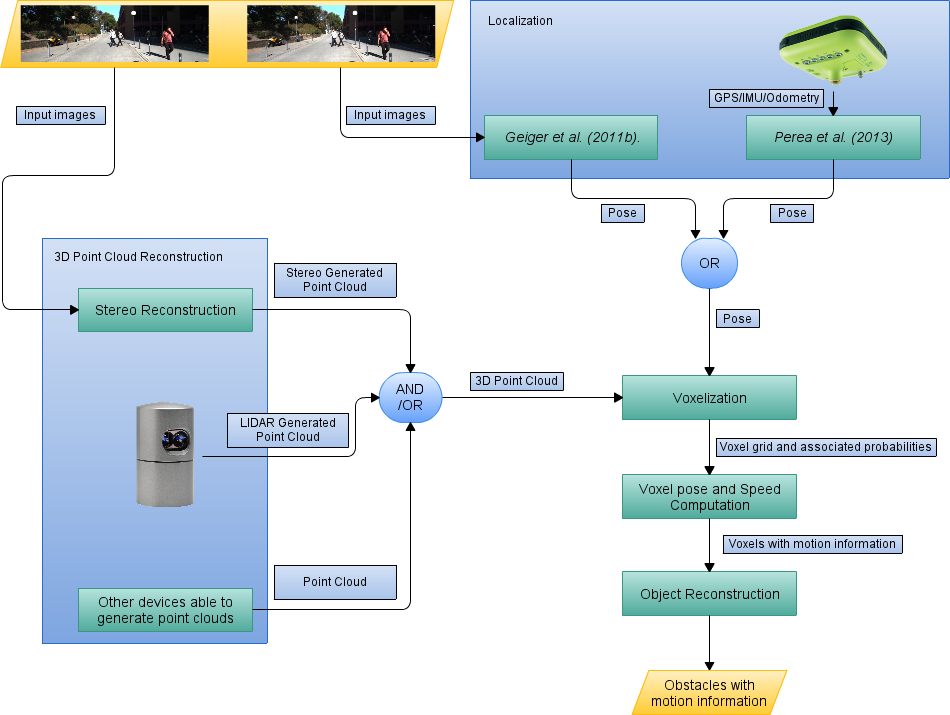 Localization
GPS/IMU/Odometry
Input images
Input images
Geiger et al. (2011b).
Perea et al. (2013)
Pose
Pose
3D Point Cloud Reconstruction
OR
Stereo Generated
Point Cloud
Stereo Reconstruction
Pose
AND
/OR
3D Point Cloud
Voxelization
LIDAR Generated
Point Cloud
Voxel grid and associated probabilities
Voxel pose and Speed
Computation
Voxels with motion information
Point Cloud
Object Reconstruction
Other devices able to
generate point clouds
Obstacles with
motion information